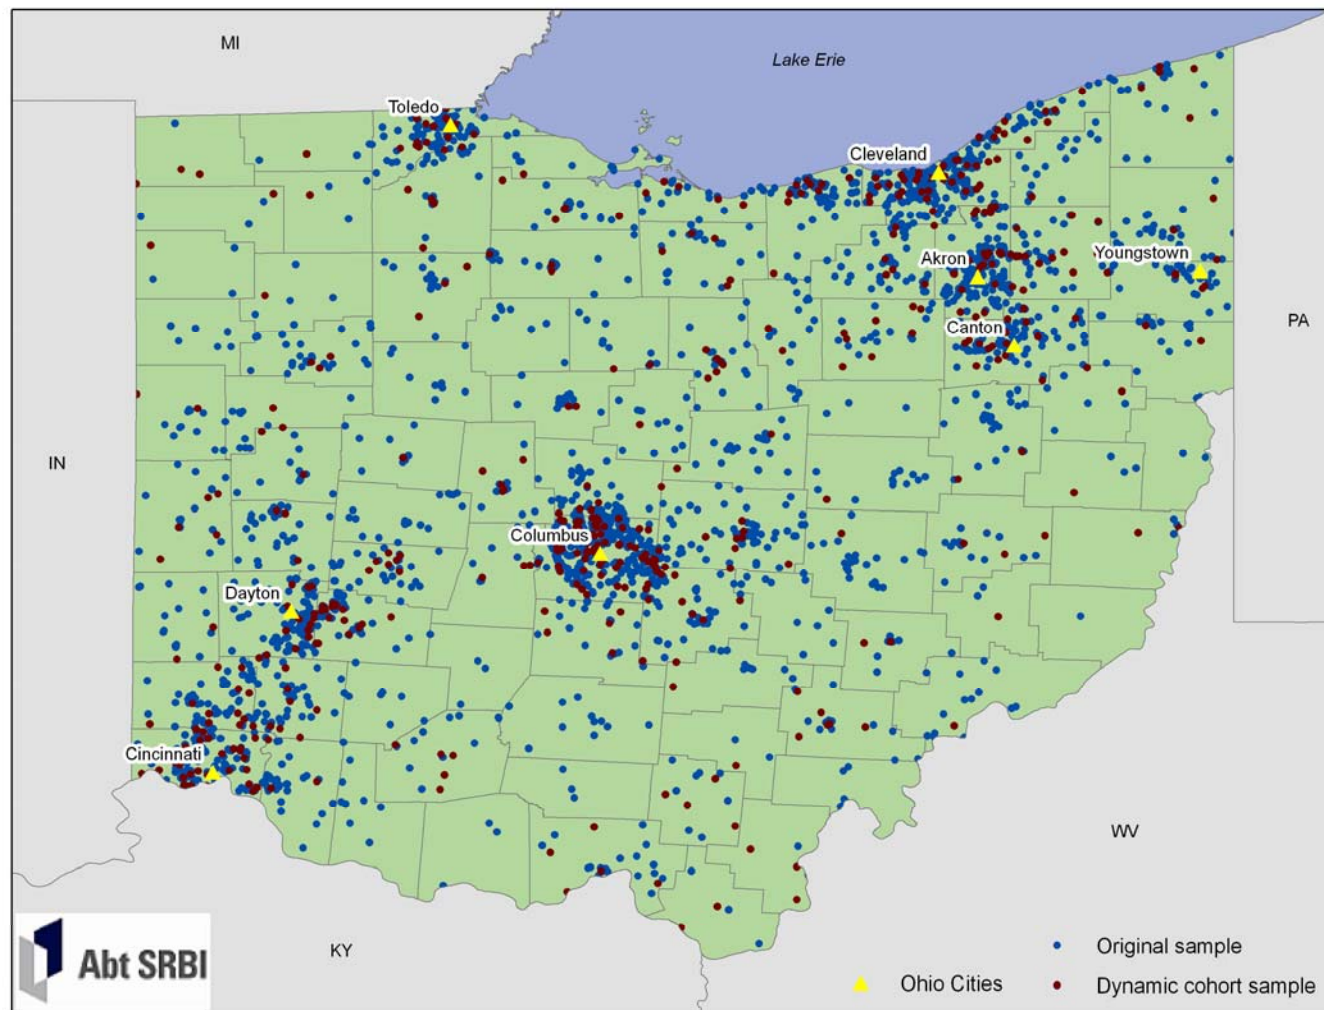 MI
Lake Erie
Toledo
Cleveland
Akron
Youngstown
Canton
PA
IN
Columbus
Dayton
Cincinnati
WV
KY
Abt SRBI
Original sample
Ohio Cities
Dynamic cohort sample